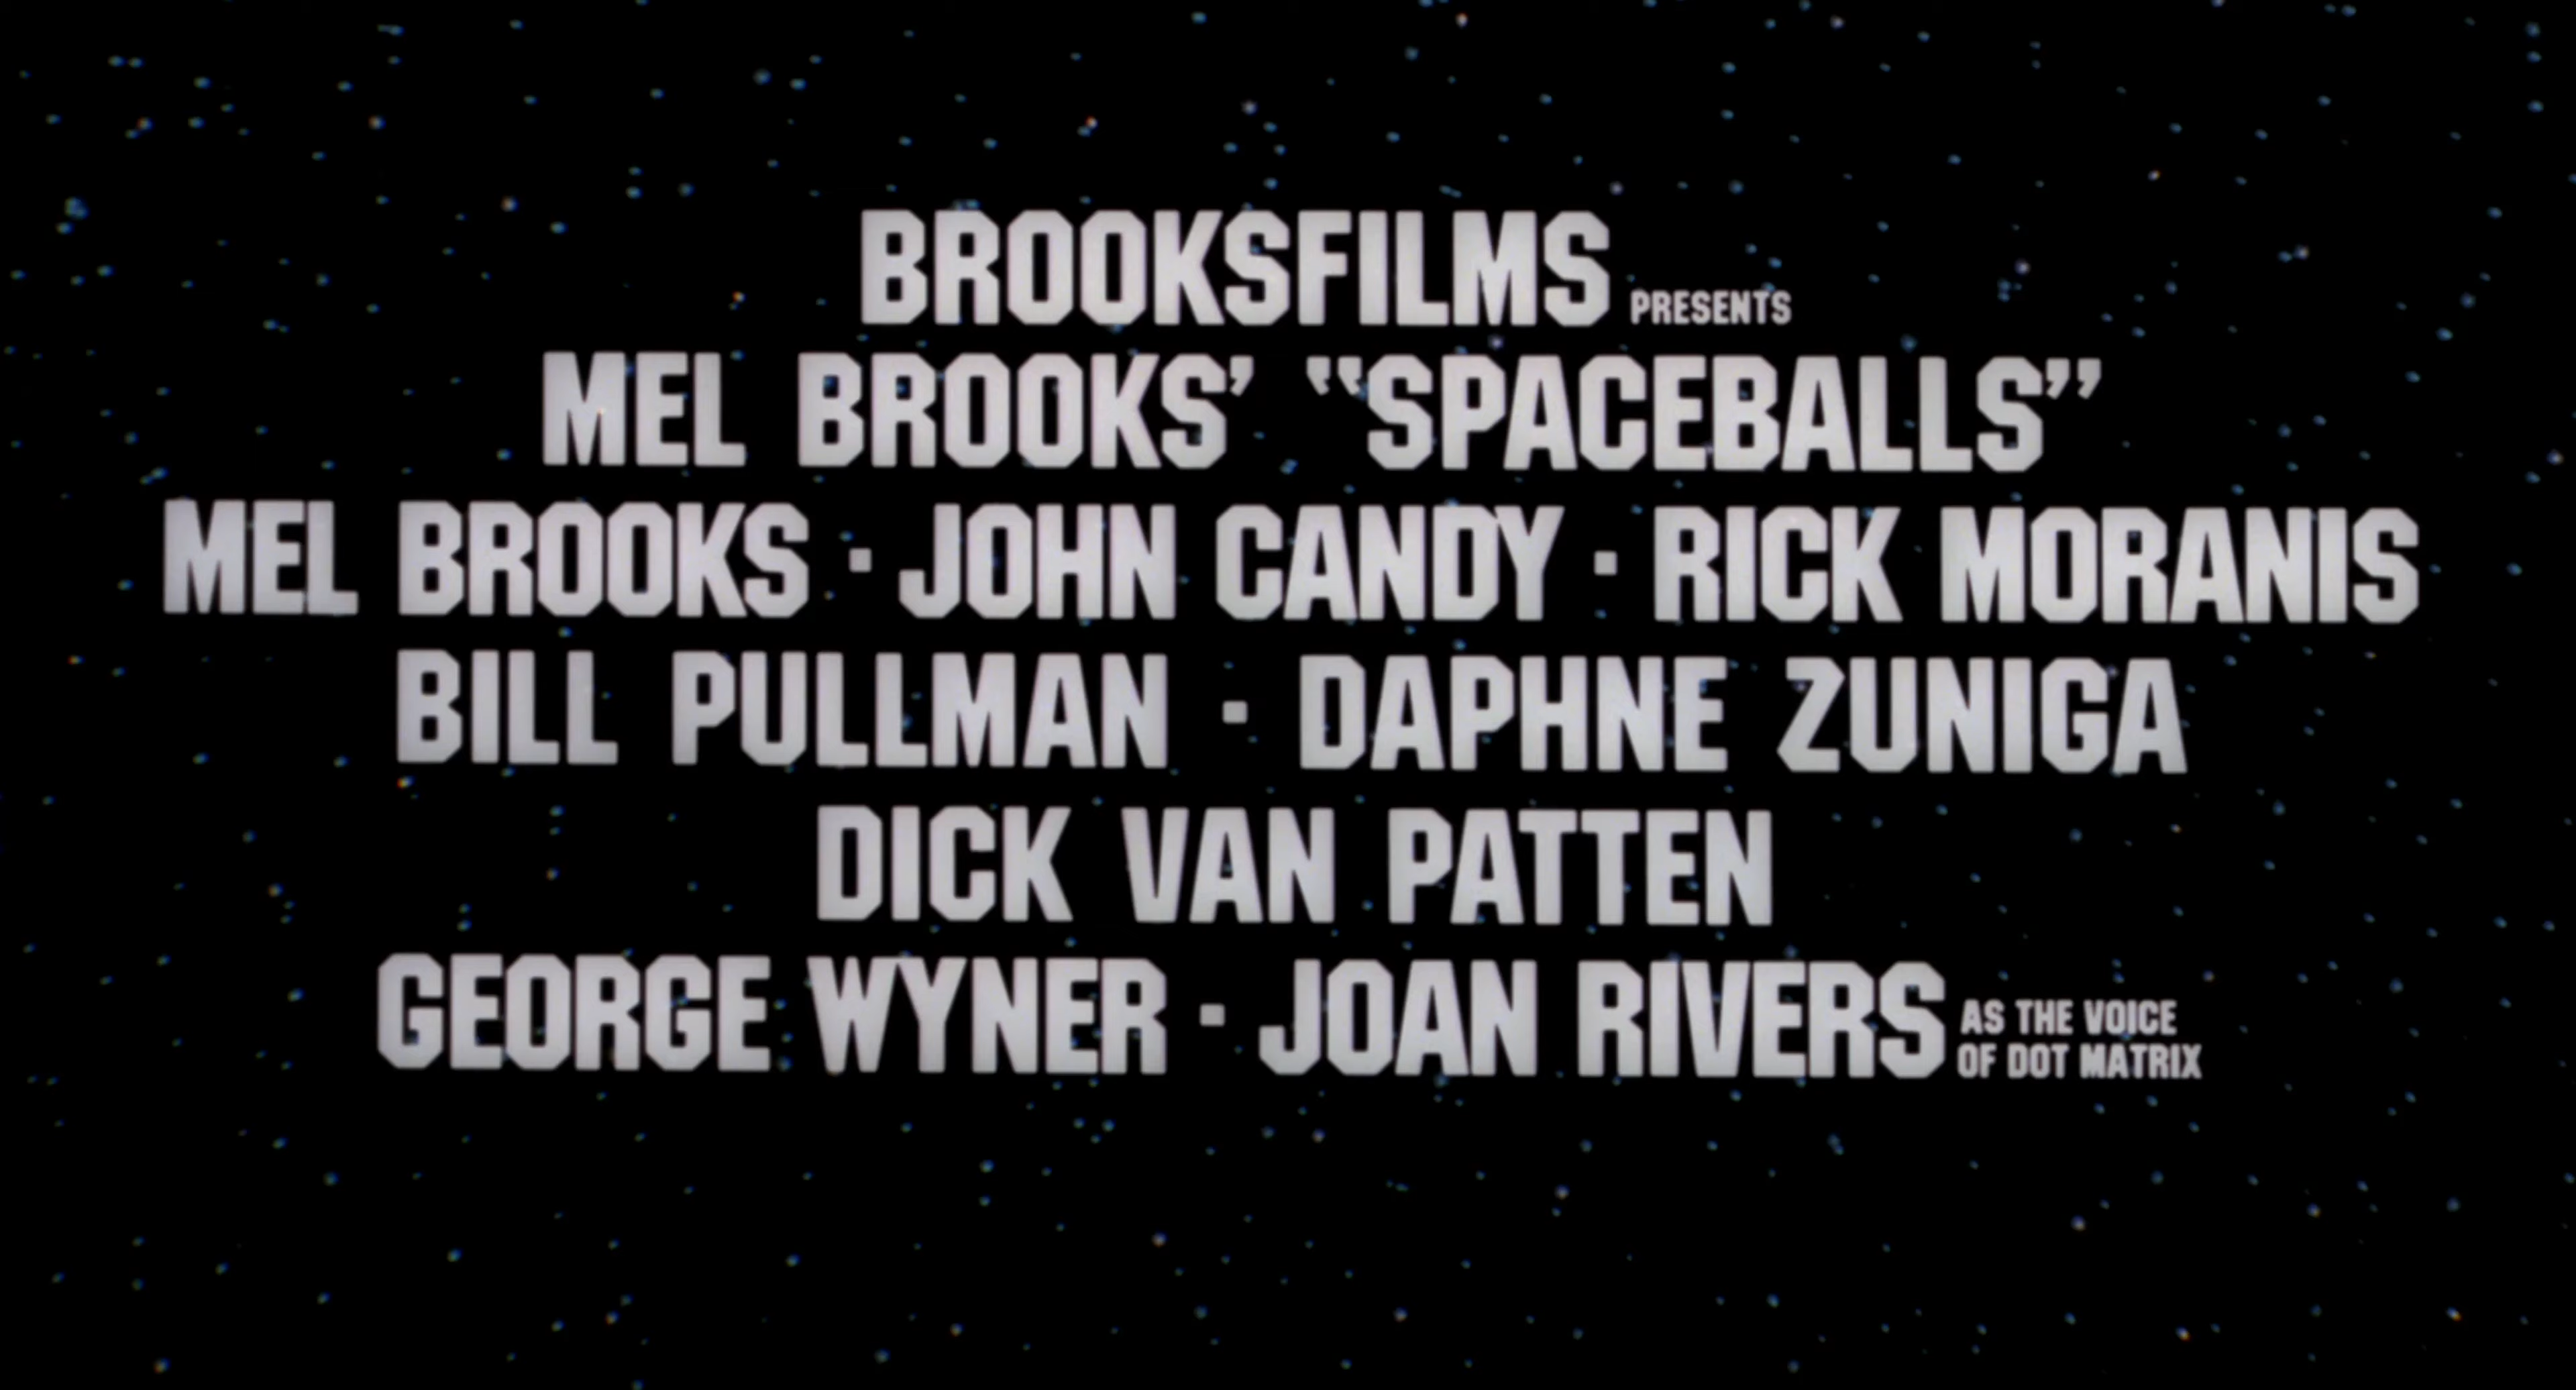 BROOKSFILMS PRESENTS
MEL BROOKS' "SPACEBALLS"
MEL BROOKS · JOHN CANDY · RICK MORANIS
BILL PULLMAN · DAPHNE ZUNIGA
DICK VAN PATTEN
GEORGE WYNER · JOAN RIVERS AS THE VOICE
OF DOT MATRIX